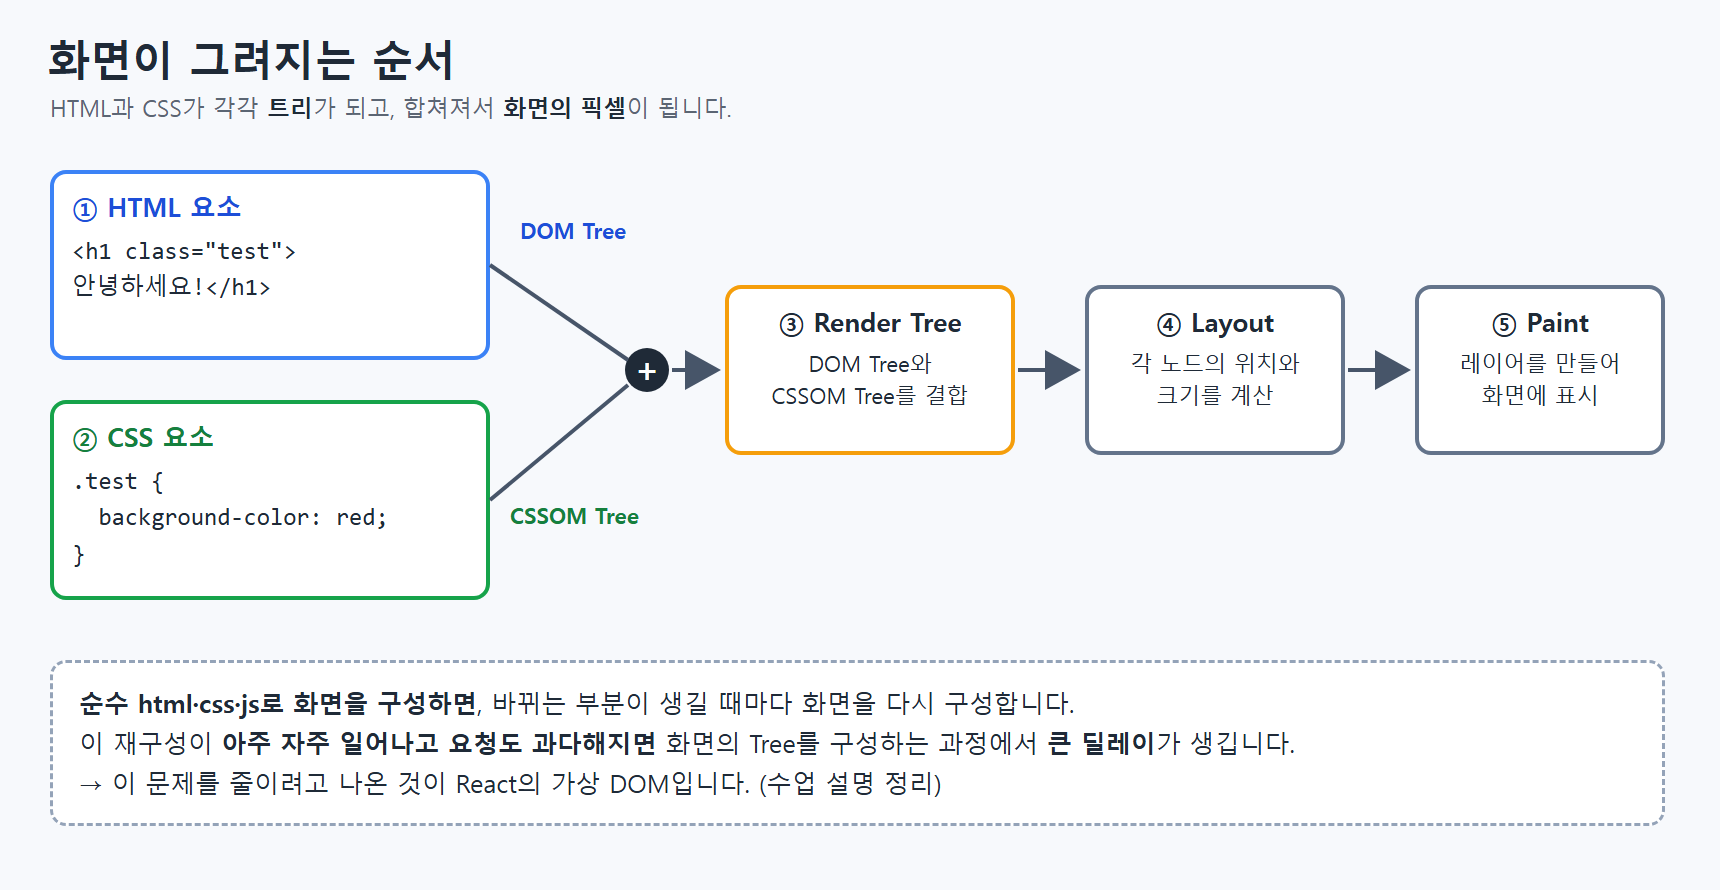 화면이 그려지는 순서
HTML과 CSS가 각각 트리가 되고, 합쳐져서 화면의 픽셀이 됩니다.
① HTML 요소
<h1 class="test">
안녕하세요!</h1>
DOM Tree
② CSS 요소
.test {
  background-color: red;
}
CSSOM Tree
+
③ Render Tree
DOM Tree와
CSSOM Tree를 결합
④ Layout
각 노드의 위치와
크기를 계산
⑤ Paint
레이어를 만들어
화면에 표시
순수 html·css·js로 화면을 구성하면, 바뀌는 부분이 생길 때마다 화면을 다시 구성합니다.
이 재구성이 아주 자주 일어나고 요청도 과다해지면 화면의 Tree를 구성하는 과정에서 큰 딜레이가 생깁니다.
→ 이 문제를 줄이려고 나온 것이 React의 가상 DOM입니다. (수업 설명 정리)